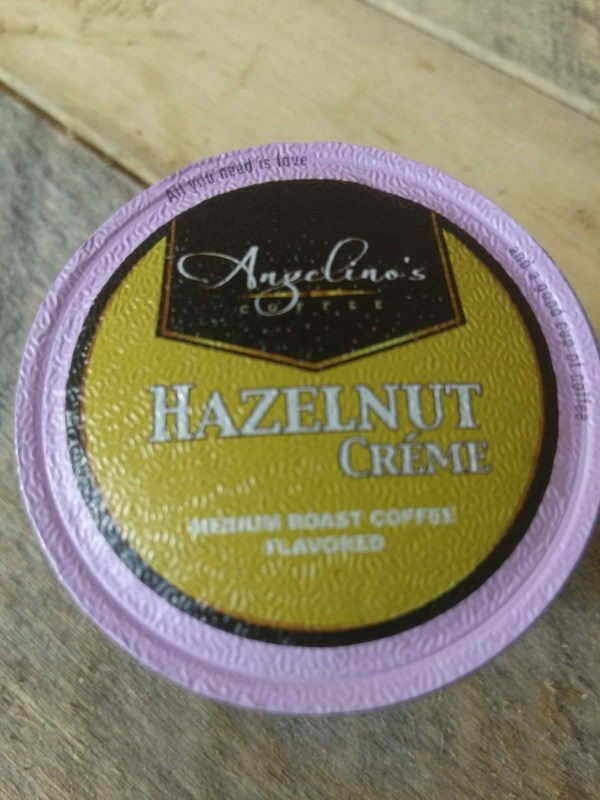 All you need is love
and a good cup of coffee
Angelino's
COFFEE
HAZELNUT
CRÉME
MEDIUM ROAST COFFEE
FLAVORED